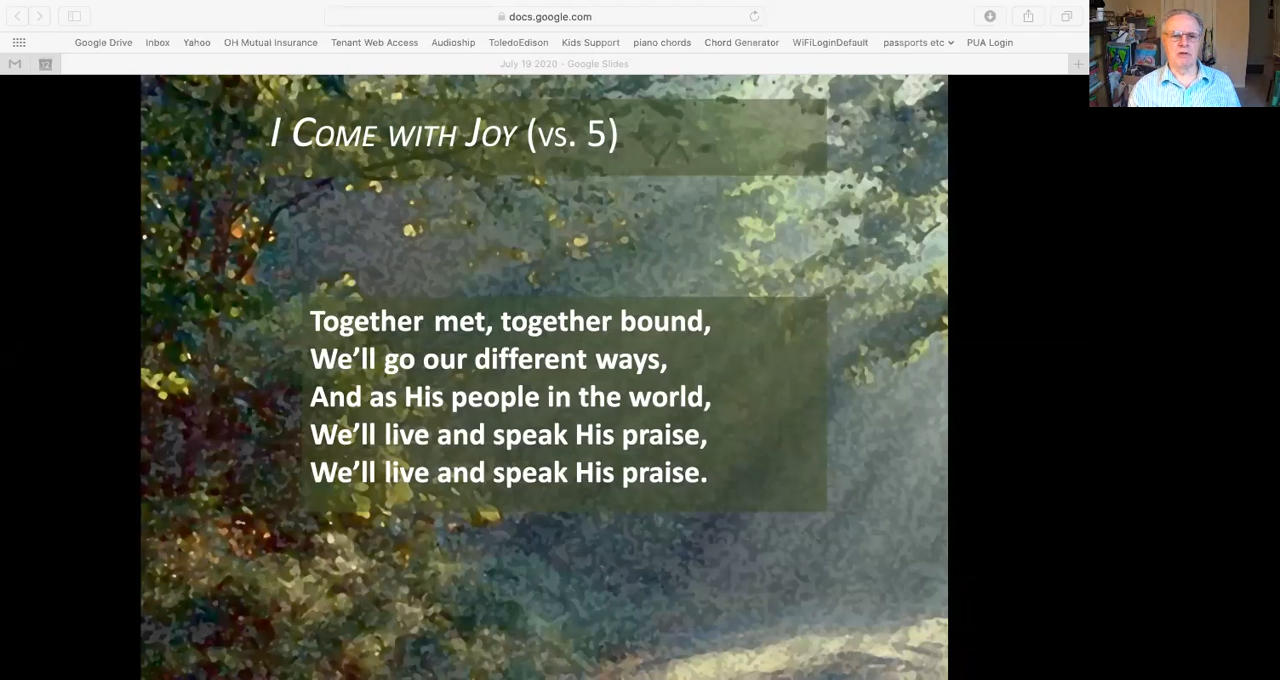 docs.google.com
Google Drive Inbox Yahoo OH Mutual Insurance Tenant Web Access Audioship ToledoEdison Kids Support piano chords Chord Generator WiFiLoginDefault passports etc PUA Login
12
July 19 2020 - Google Slides
I COME WITH JOY (vs. 5)
Together met, together bound,
We'll go our different ways,
And as His people in the world,
We'll live and speak His praise,
We'll live and speak His praise.